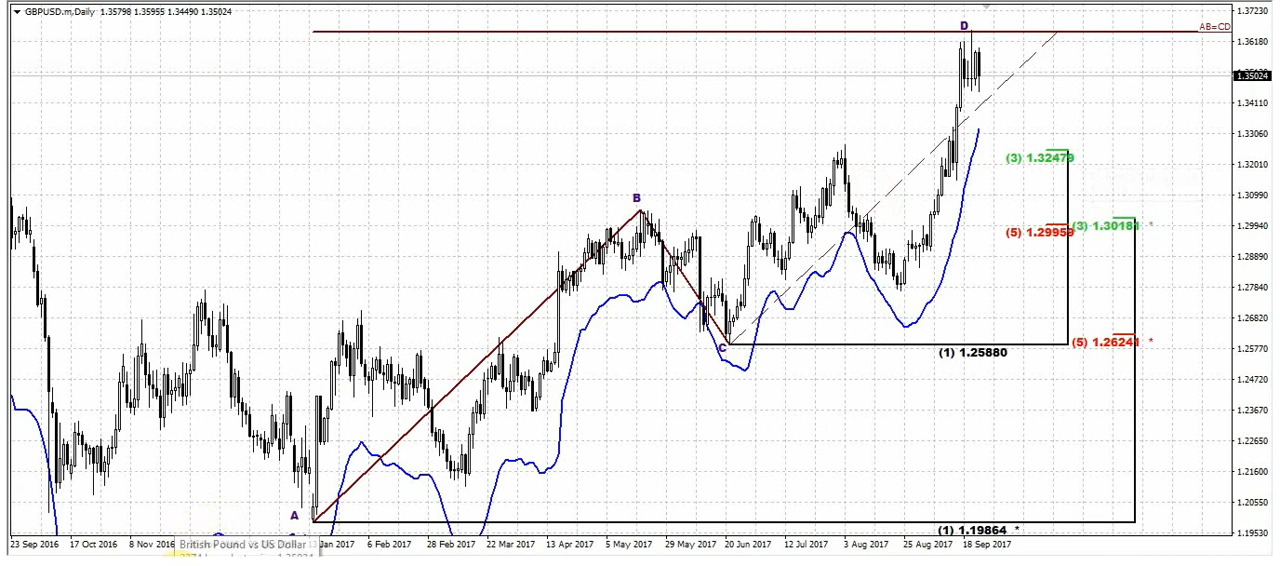 GBPUSD.m,Daily 1.35798 1.35955 1.34490 1.35024
1.37230
D
AB=CD
1.36180
1.35024
1.34110
1.33060
(3) 1.32479
1.32010
1.30990
B
(5) 1.29959
(3) 1.30181 *
1.29940
1.28890
1.27840
1.26820
C
(1) 1.25880
(5) 1.26241 *
1.25770
1.24720
1.23670
1.22650
1.21600
A
1.20550
(1) 1.19864 *
1.19530
23 Sep 2016 17 Oct 2016 8 Nov 2016 Jan 2017 6 Feb 2017 28 Feb 2017 22 Mar 2017 13 Apr 2017 5 May 2017 29 May 2017 20 Jun 2017 12 Jul 2017 3 Aug 2017 25 Aug 2017 18 Sep 2017
British Pound vs US Dollar